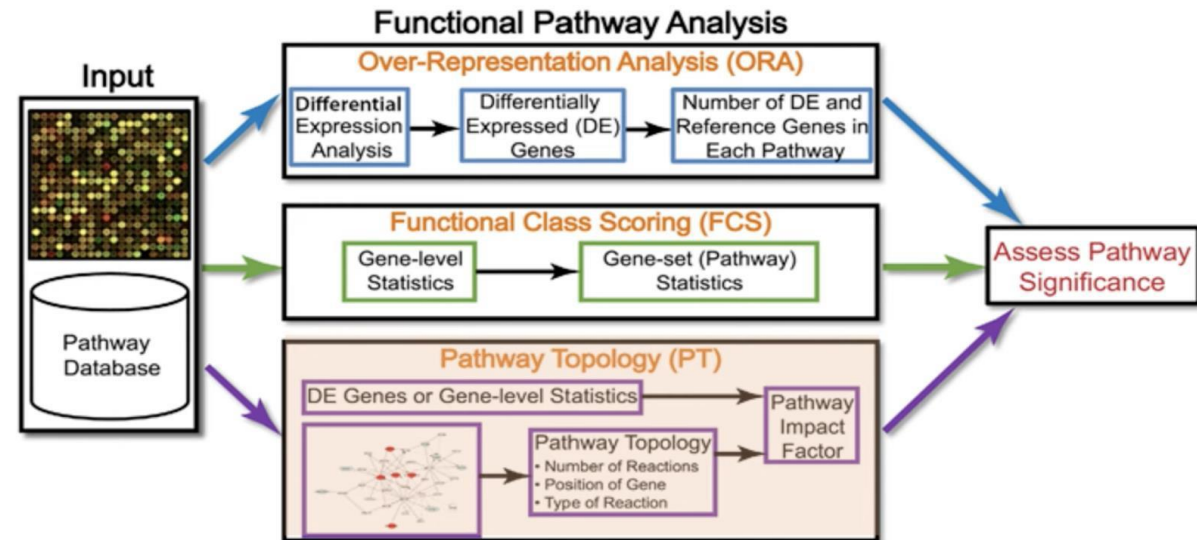 Functional Pathway Analysis
Input
Pathway
Database
Over-Representation Analysis (ORA)
Differential
Expression
Analysis
Differentially
Expressed (DE)
Genes
Number of DE and
Reference Genes in
Each Pathway
Functional Class Scoring (FCS)
Gene-level
Statistics
Gene-set (Pathway)
Statistics
Pathway Topology (PT)
DE Genes or Gene-level Statistics
Pathway Topology
• Number of Reactions
• Position of Gene
• Type of Reaction
Pathway
Impact
Factor
Assess Pathway
Significance